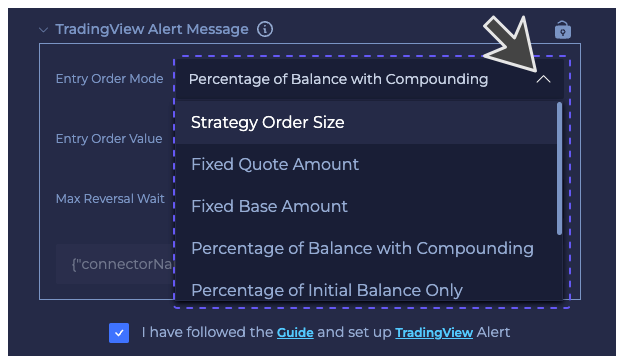 TradingView Alert Message
Entry Order Mode
Percentage of Balance with Compounding
Strategy Order Size
Entry Order Value
Fixed Quote Amount
Max Reversal Wait
Fixed Base Amount
Percentage of Balance with Compounding
{"connectorNa
Percentage of Initial Balance Only
I have followed the Guide and set up TradingView Alert